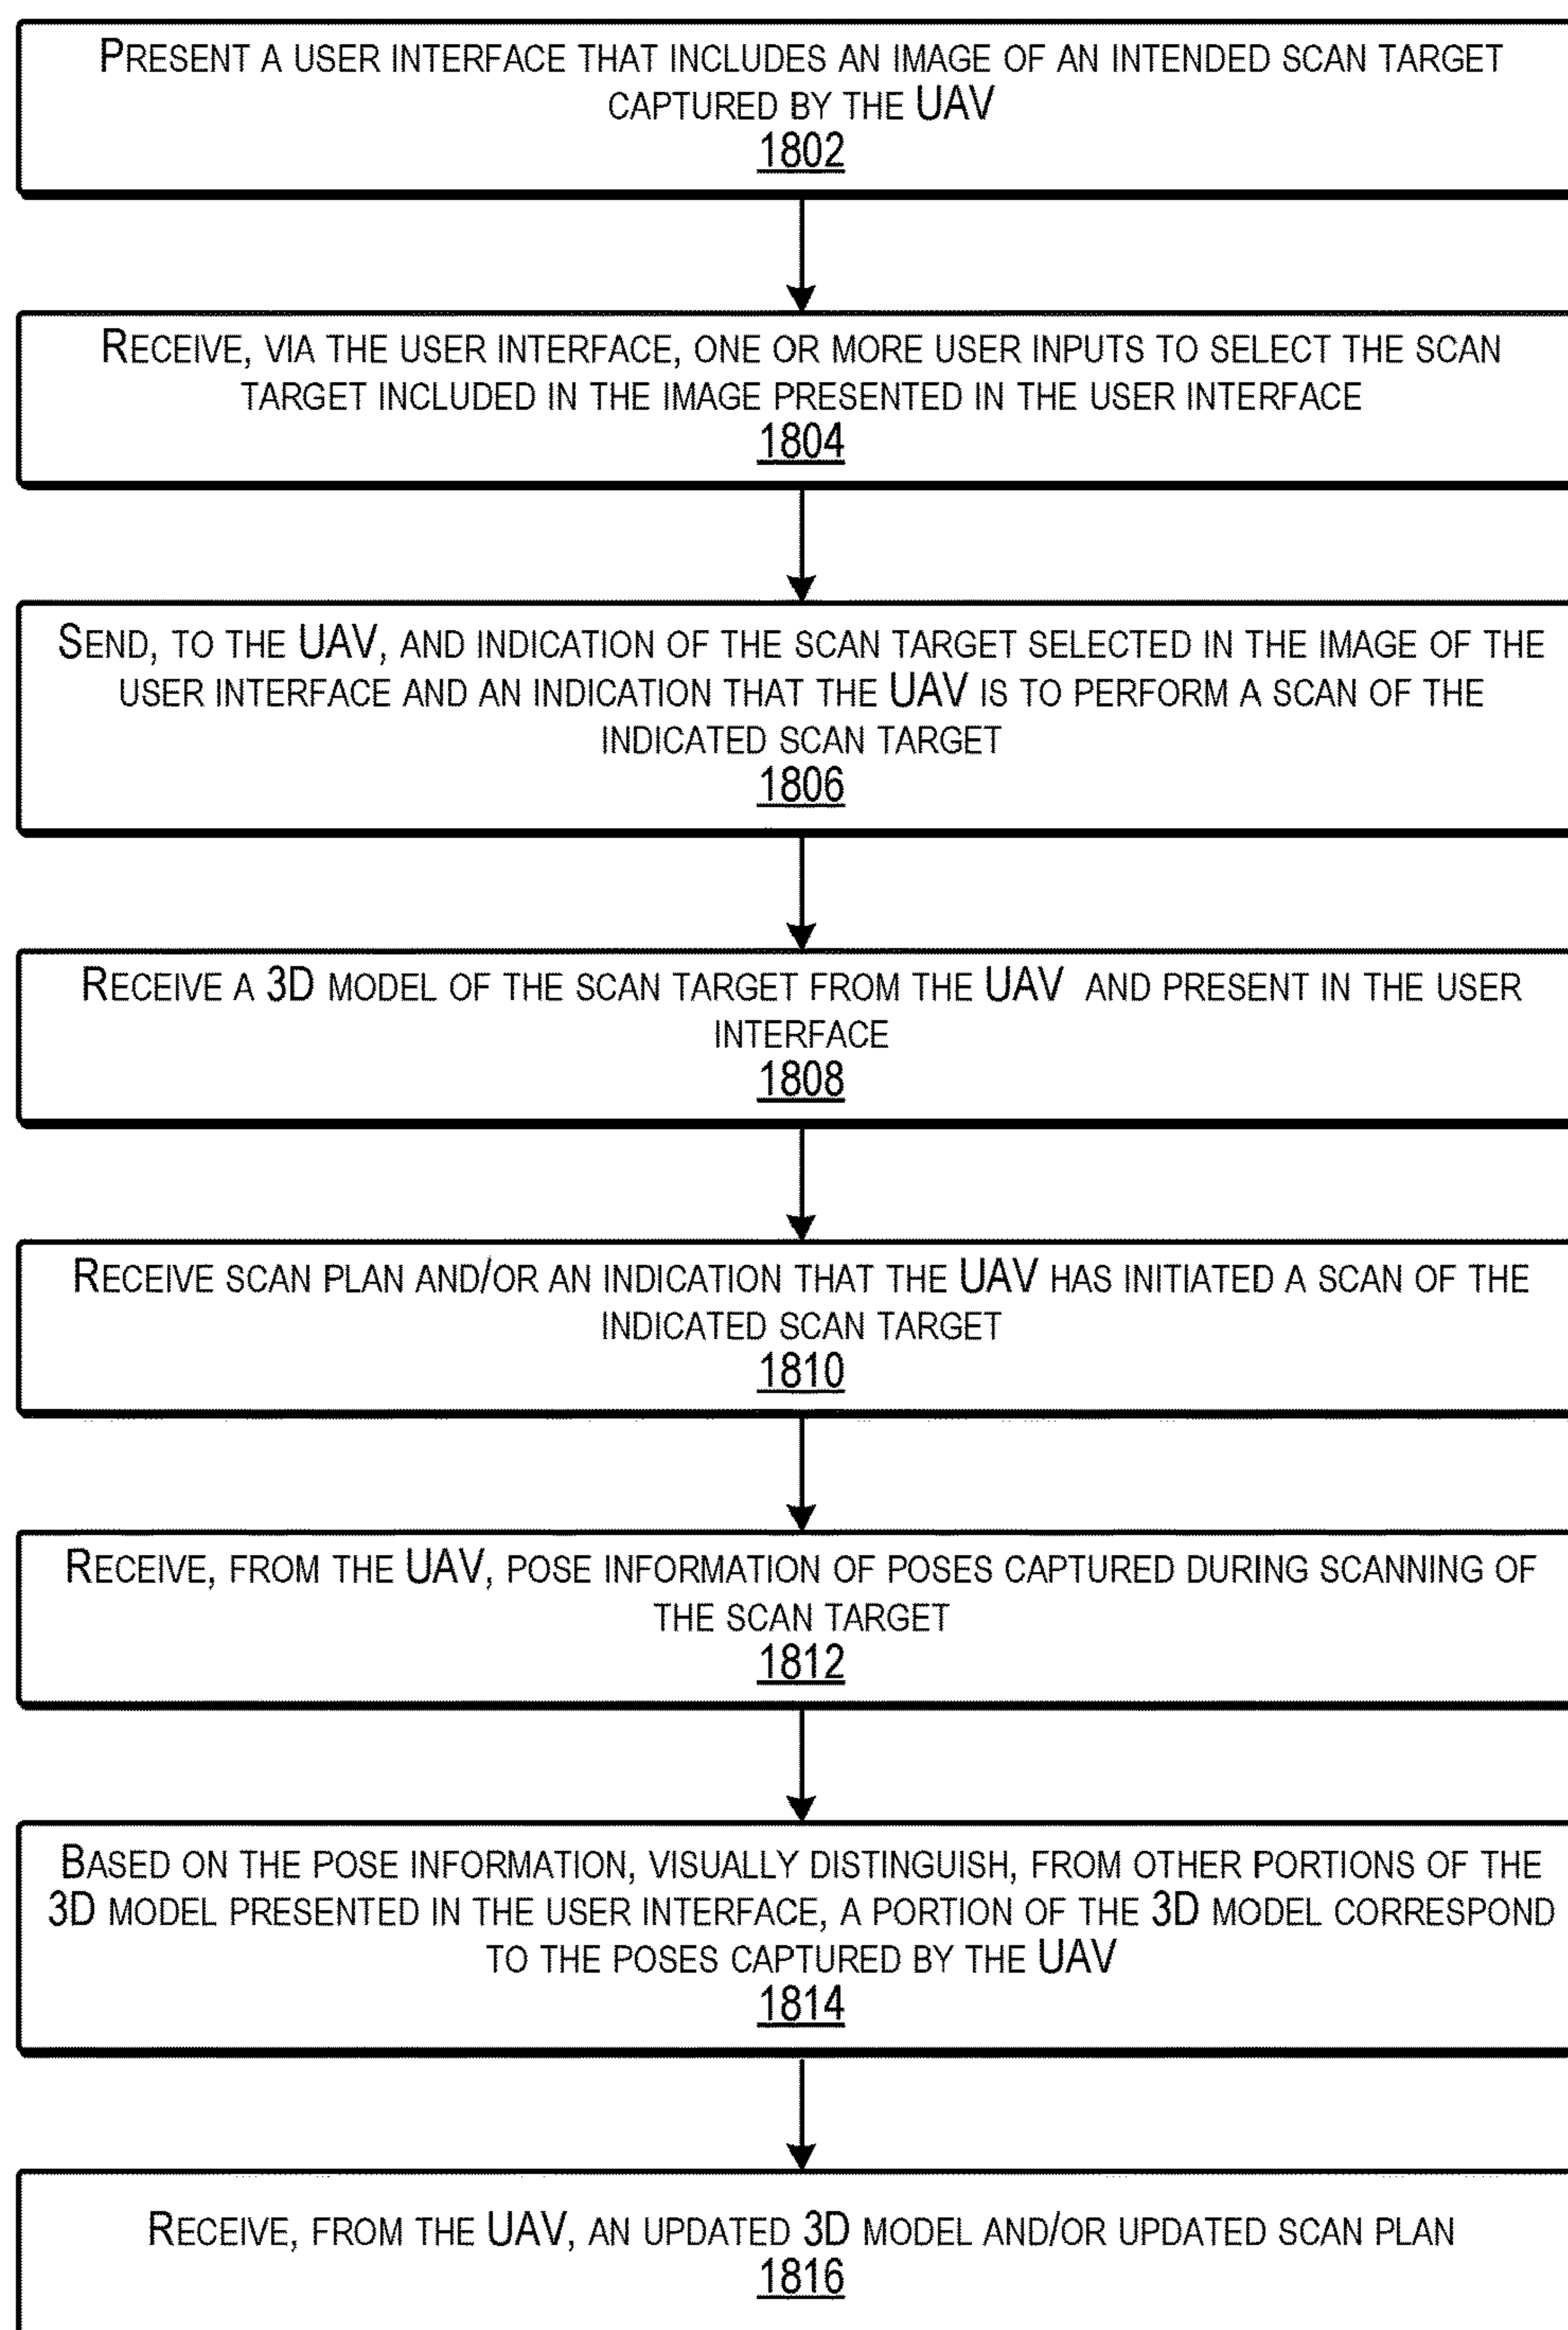 PRESENT A USER INTERFACE THAT INCLUDES AN IMAGE OF AN INTENDED SCAN TARGET
CAPTURED BY THE UAV
1802
RECEIVE, VIA THE USER INTERFACE, ONE OR MORE USER INPUTS TO SELECT THE SCAN
TARGET INCLUDED IN THE IMAGE PRESENTED IN THE USER INTERFACE
1804
SEND, TO THE UAV, AND INDICATION OF THE SCAN TARGET SELECTED IN THE IMAGE OF THE
USER INTERFACE AND AN INDICATION THAT THE UAV IS TO PERFORM A SCAN OF THE
INDICATED SCAN TARGET
1806
RECEIVE A 3D MODEL OF THE SCAN TARGET FROM THE UAV AND PRESENT IN THE USER
INTERFACE
1808
RECEIVE SCAN PLAN AND/OR AN INDICATION THAT THE UAV HAS INITIATED A SCAN OF THE
INDICATED SCAN TARGET
1810
RECEIVE, FROM THE UAV, POSE INFORMATION OF POSES CAPTURED DURING SCANNING OF
THE SCAN TARGET
1812
BASED ON THE POSE INFORMATION, VISUALLY DISTINGUISH, FROM OTHER PORTIONS OF THE
3D MODEL PRESENTED IN THE USER INTERFACE, A PORTION OF THE 3D MODEL CORRESPOND
TO THE POSES CAPTURED BY THE UAV
1814
RECEIVE, FROM THE UAV, AN UPDATED 3D MODEL AND/OR UPDATED SCAN PLAN
1816